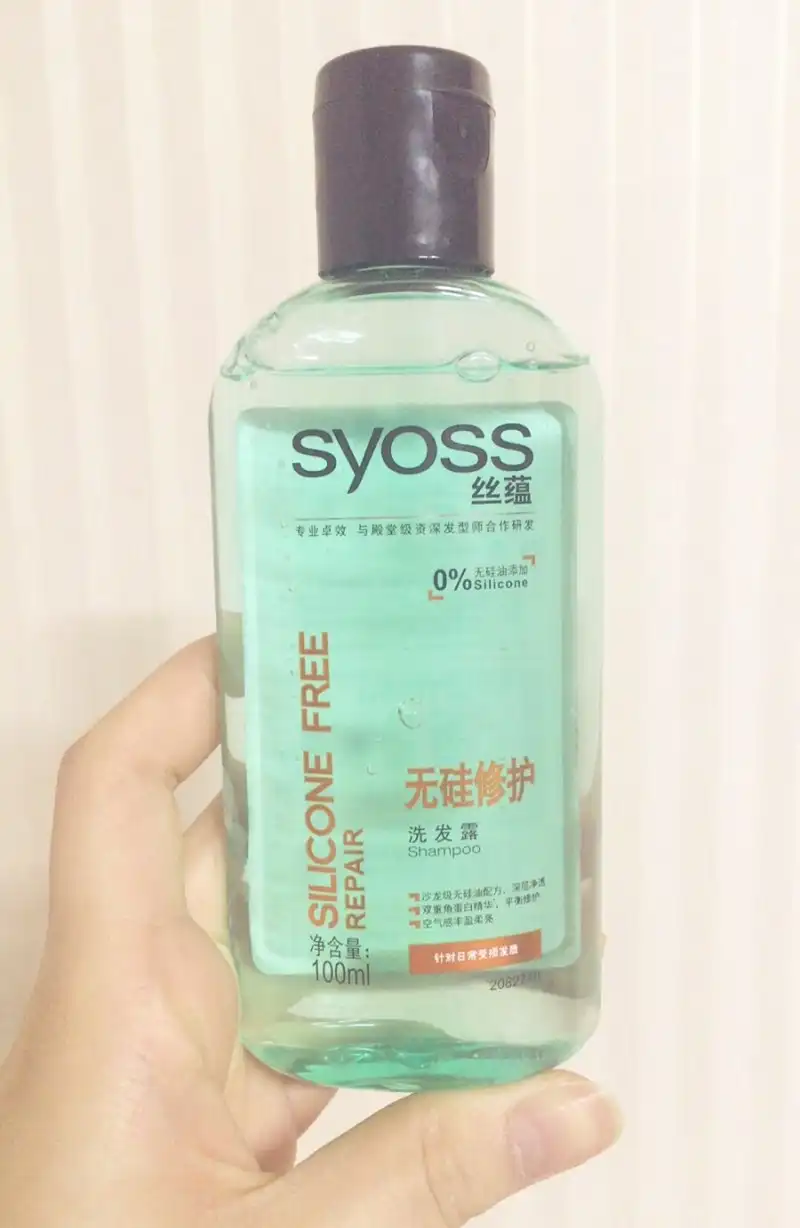 syoss
丝蕴
专业卓效 与殿堂级资深发型师合作研发
0% 无硅油添加
Silicone
SILICONE FREE
REPAIR
无硅修护
洗发露
Shampoo
沙龙级无硅油配方，深层净透
双重角蛋白精华，平衡修护
空气感丰盈柔亮
针对日常受损发质
净含量：
100ml